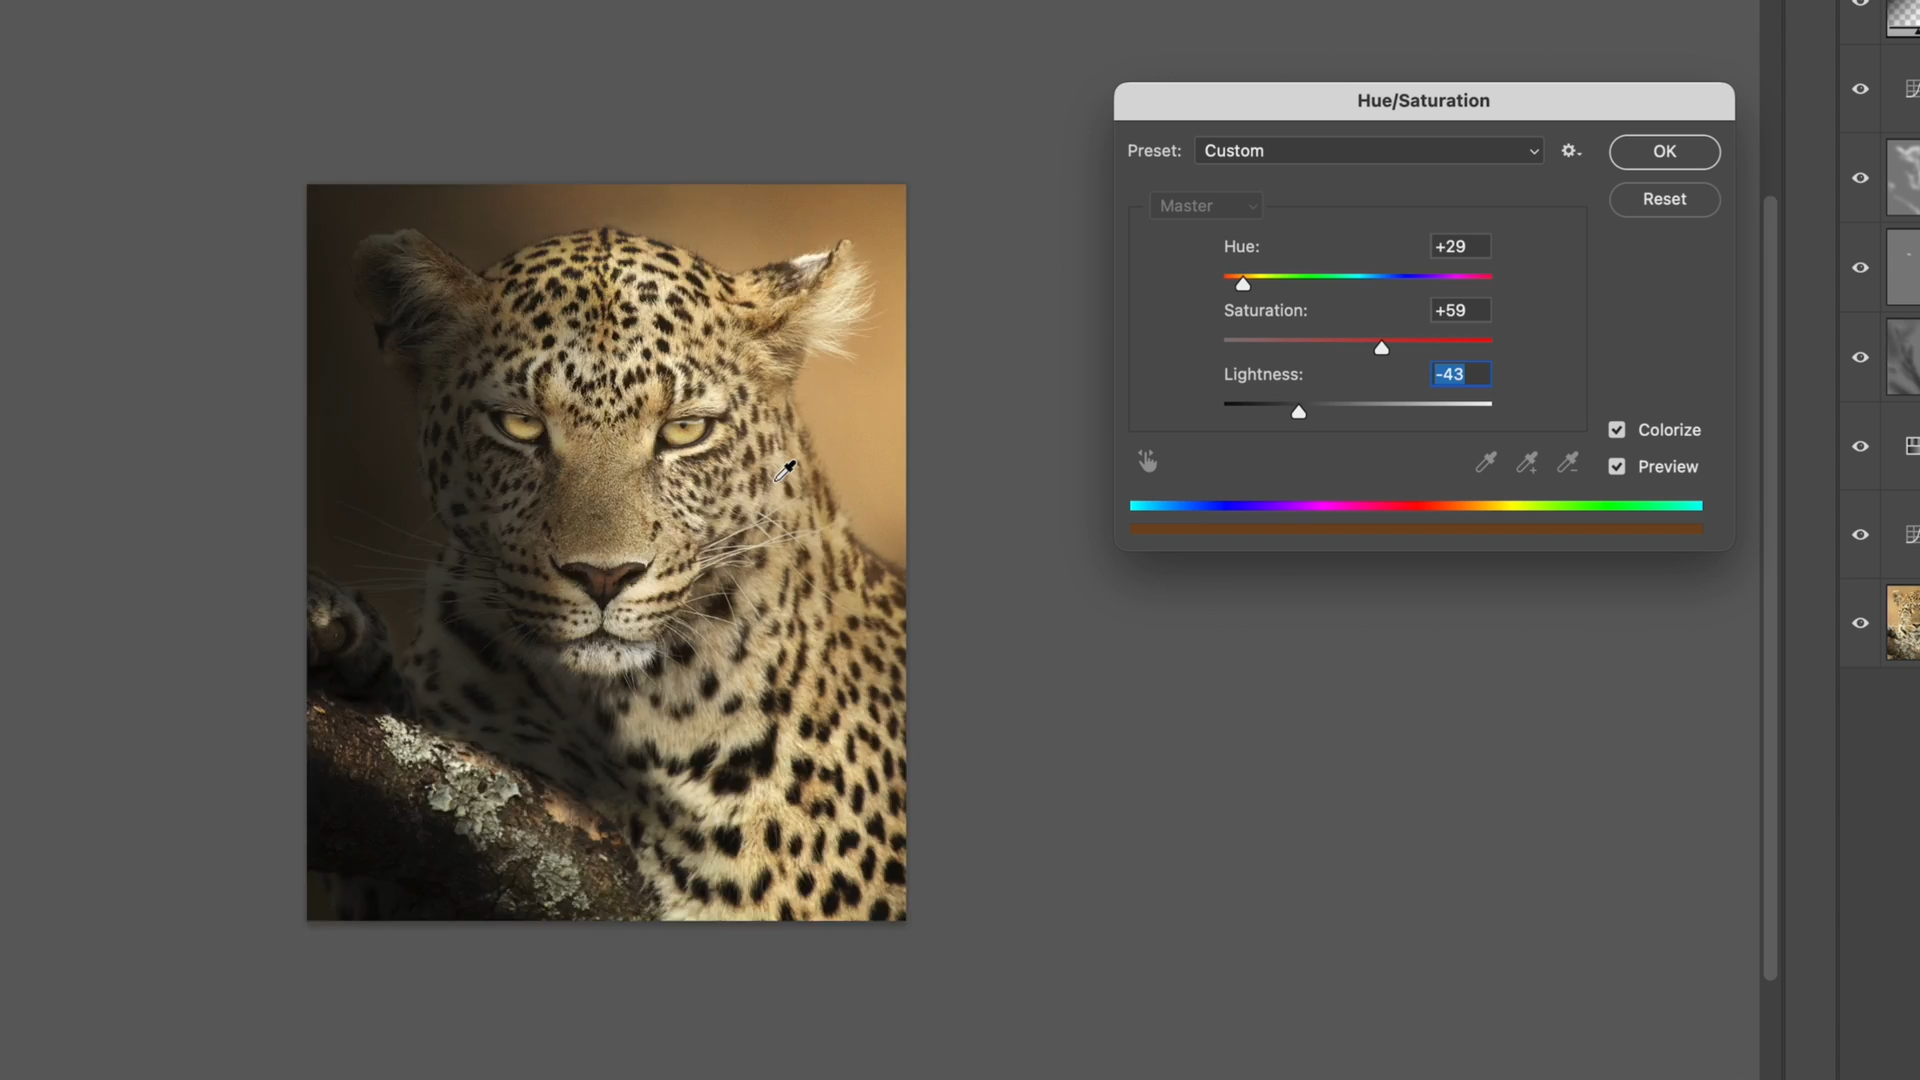 Hue/Saturation
Preset: Custom
OK
Master
Reset
Hue: +29
Saturation: +59
Lightness: -43
Colorize
Preview